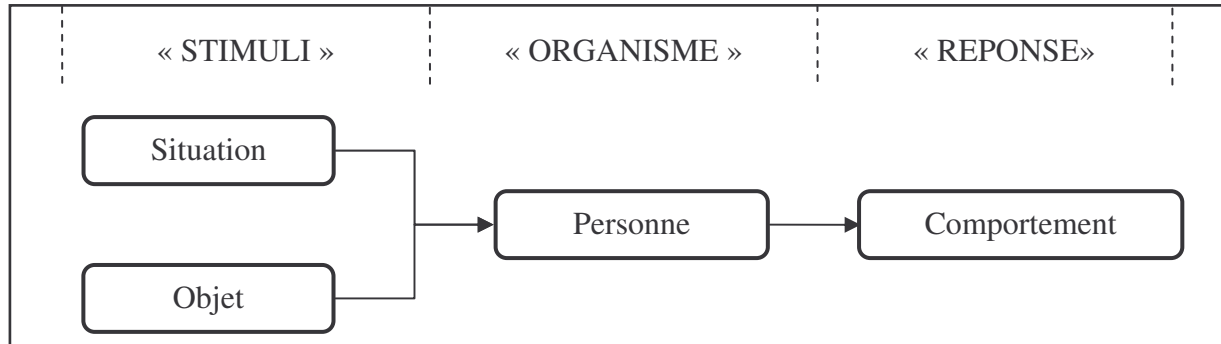 « STIMULI » « ORGANISME » « REPONSE»
Situation
Personne Comportement
Objet